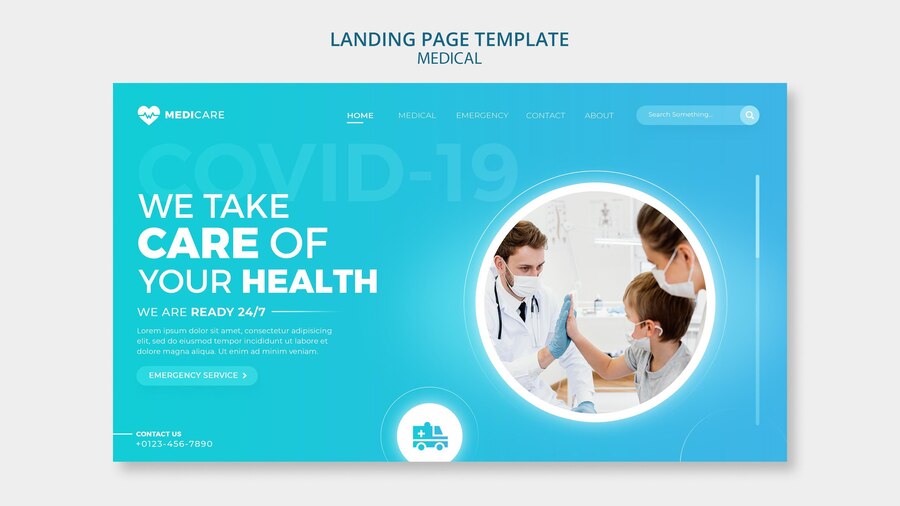 LANDING PAGE TEMPLATE
MEDICAL
MEDICARE
HOME MEDICAL EMERGENCY CONTACT ABOUT
Search Something...
COVID-19
WE TAKE
CARE OF
YOUR HEALTH
WE ARE READY 24/7
Lorem ipsum dolor sit amet, consectetur adipisicing
elit, sed do eiusmod tempor incididunt ut labore et
dolore magna aliqua. Ut enim ad minim veniam.
EMERGENCY SERVICE >
CONTACT US
+0123-456-7890